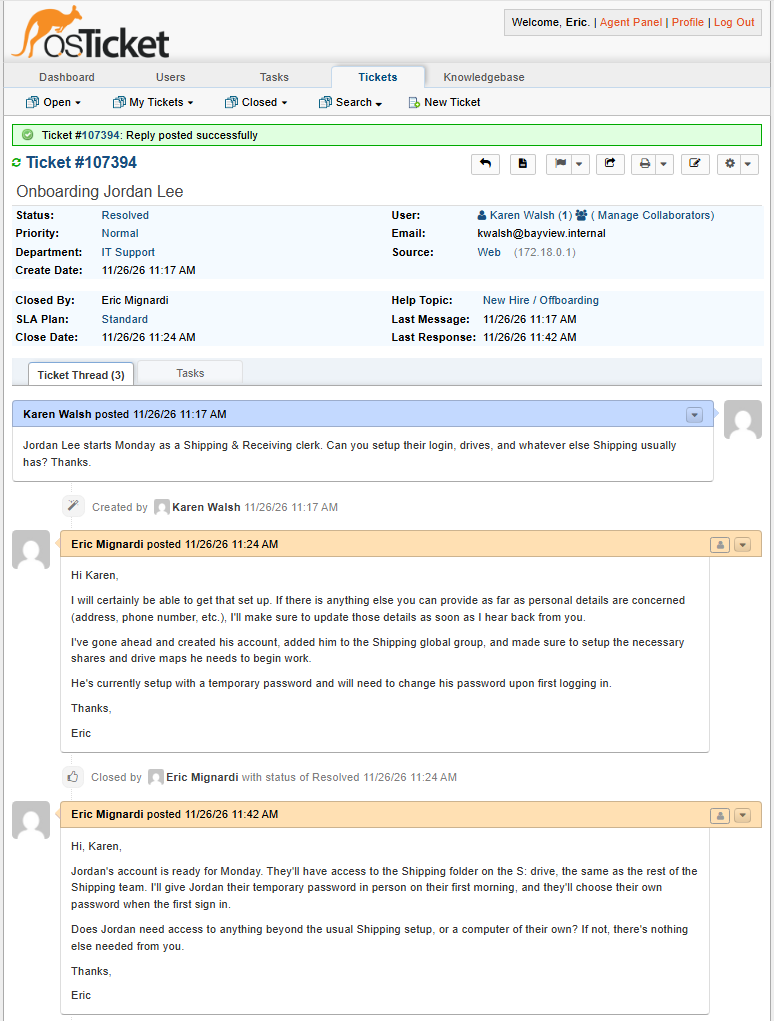 osTicket
Welcome, Eric. | Agent Panel | Profile | Log Out
Dashboard Users Tasks Tickets Knowledgebase
Open My Tickets Closed Search New Ticket
Ticket #107394: Reply posted successfully
Ticket #107394
Onboarding Jordan Lee
Status: Resolved User: Karen Walsh (1) ( Manage Collaborators)
Priority: Normal Email: kwalsh@bayview.internal
Department: IT Support Source: Web (172.18.0.1)
Create Date: 11/26/26 11:17 AM
Closed By: Eric Mignardi Help Topic: New Hire / Offboarding
SLA Plan: Standard Last Message: 11/26/26 11:17 AM
Close Date: 11/26/26 11:24 AM Last Response: 11/26/26 11:42 AM
Ticket Thread (3) Tasks
Karen Walsh posted 11/26/26 11:17 AM
Jordan Lee starts Monday as a Shipping & Receiving clerk. Can you setup their login, drives, and whatever else Shipping usually
has? Thanks.
Created by Karen Walsh 11/26/26 11:17 AM
Eric Mignardi posted 11/26/26 11:24 AM
Hi Karen,
I will certainly be able to get that set up. If there is anything else you can provide as far as personal details are concerned
(address, phone number, etc.), I'll make sure to update those details as soon as I hear back from you.
I've gone ahead and created his account, added him to the Shipping global group, and made sure to setup the necessary
shares and drive maps he needs to begin work.
He's currently setup with a temporary password and will need to change his password upon first logging in.
Thanks,
Eric
Closed by Eric Mignardi with status of Resolved 11/26/26 11:24 AM
Eric Mignardi posted 11/26/26 11:42 AM
Hi, Karen,
Jordan's account is ready for Monday. They'll have access to the Shipping folder on the S: drive, the same as the rest of the
Shipping team. I'll give Jordan their temporary password in person on their first morning, and they'll choose their own
password when the first sign in.
Does Jordan need access to anything beyond the usual Shipping setup, or a computer of their own? If not, there's nothing
else needed from you.
Thanks,
Eric